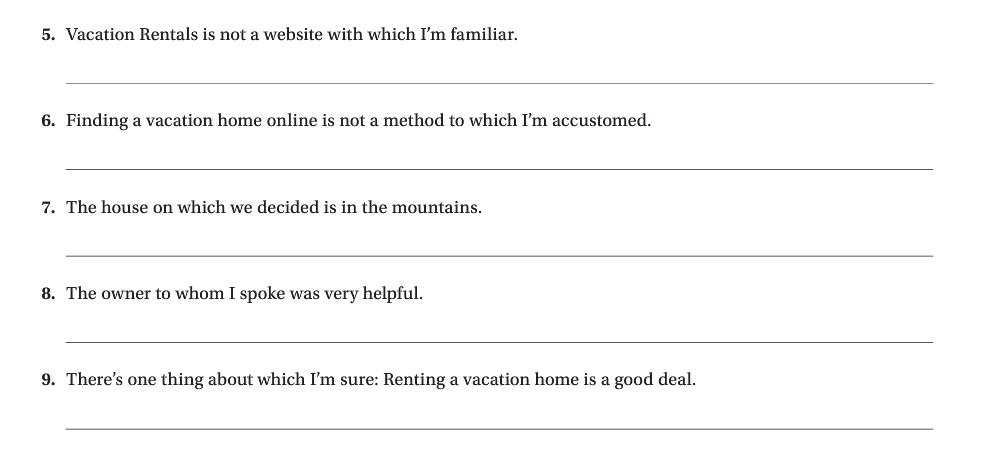 5. Vacation Rentals is not a website with which I’m familiar.
6. Finding a vacation home online is not a method to which I’m accustomed.
7. The house on which we decided is in the mountains.
8. The owner to whom I spoke was very helpful.
9. There’s one thing about which I’m sure: Renting a vacation home is a good deal.